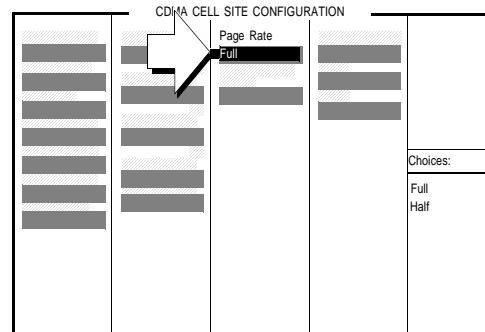 CDMA CELL SITE CONFIGURATION
Page Rate
Full
Choices:
Full
Half